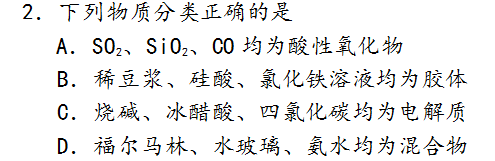 2．下列物质分类正确的是
A．SO₂、SiO₂、CO 均为酸性氧化物
B．稀豆浆、硅酸、氯化铁溶液均为胶体
C．烧碱、冰醋酸、四氯化碳均为电解质
D．福尔马林、水玻璃、氨水均为混合物